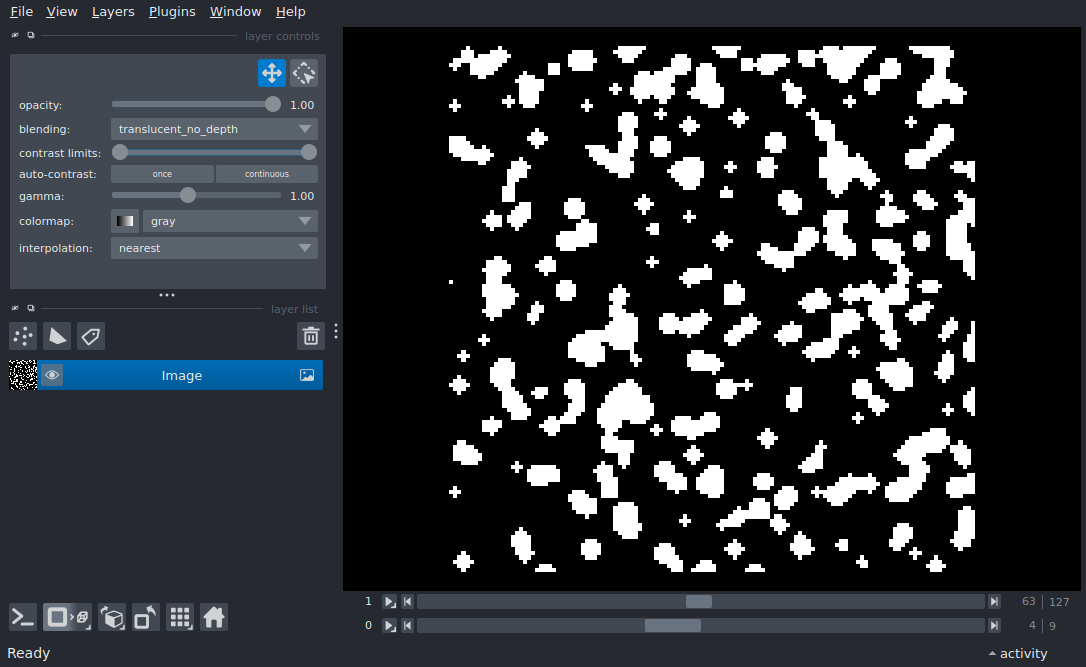 File View Layers Plugins Window Help
layer controls
opacity: 1.00
blending: translucent_no_depth
contrast limits:
auto-contrast: once continuous
gamma: 1.00
colormap: gray
interpolation: nearest
layer list
Image
1 63 127
0 4 9
Ready activity